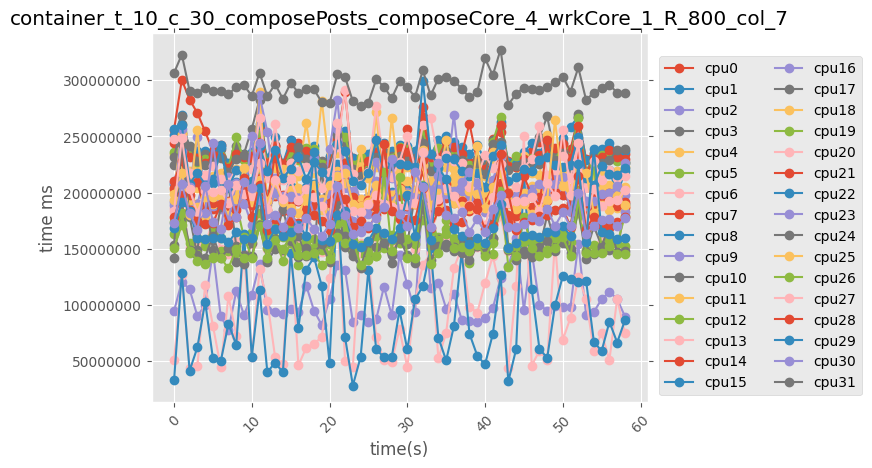 container_t_10_c_30_composePosts_composeCore_4_wrkCore_1_R_800_col_7
time ms
300000000
250000000
200000000
150000000
100000000
50000000
0
10
20
30
40
50
60
time(s)
cpu0
cpu1
cpu2
cpu3
cpu4
cpu5
cpu6
cpu7
cpu8
cpu9
cpu10
cpu11
cpu12
cpu13
cpu14
cpu15
cpu16
cpu17
cpu18
cpu19
cpu20
cpu21
cpu22
cpu23
cpu24
cpu25
cpu26
cpu27
cpu28
cpu29
cpu30
cpu31